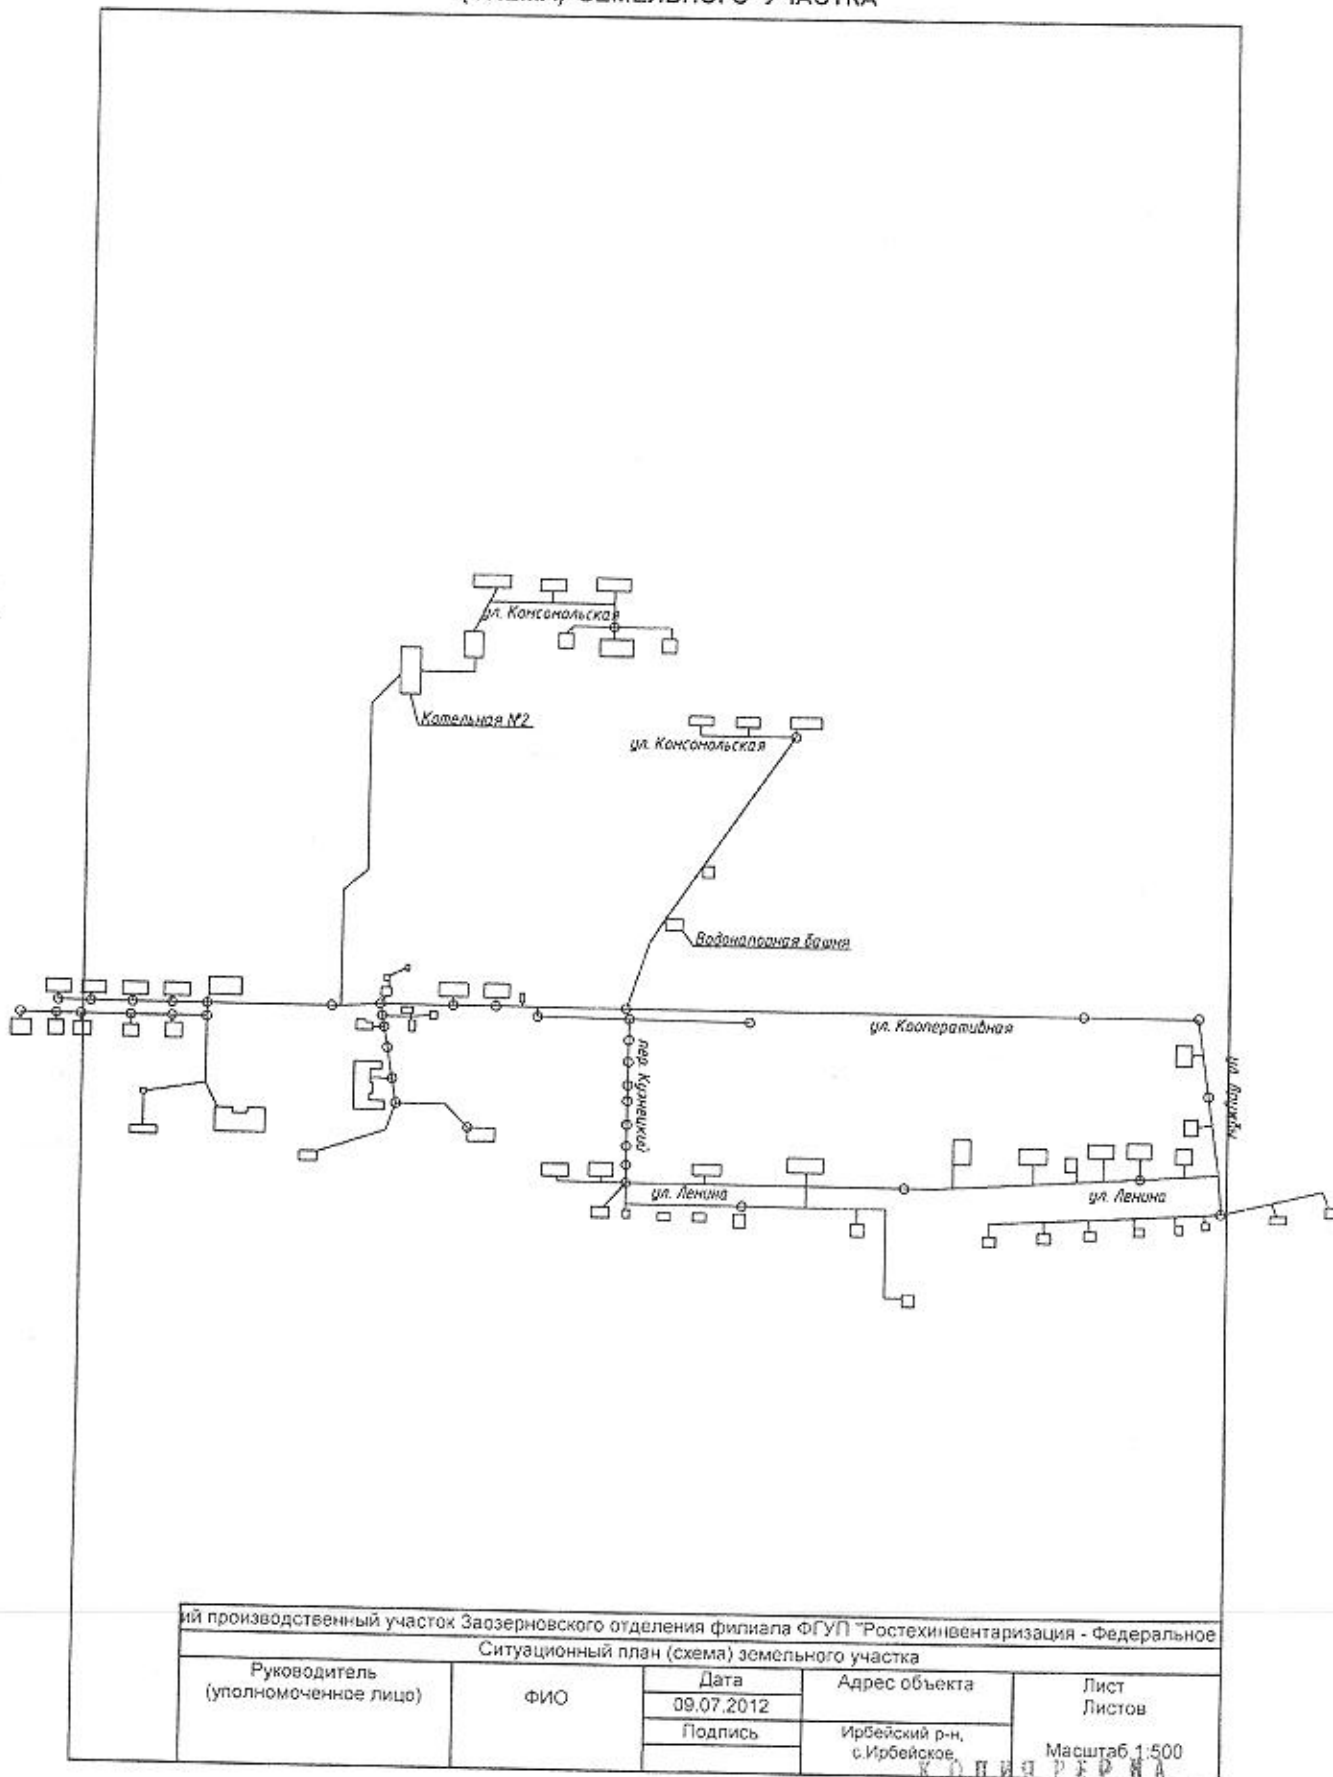 ЗЕМЕЛЬНОГО УЧАСТКА
ул. Комсомольская
Котельная №2
ул. Комсомольская
Водонапорная башня
ул. Кооперативная
пер. Кузнецкий
ул. Ленина
ул. Ленина
ий производственный участок Заозерновского отделения филиала ФГУП "Ростехинвентаризация - Федеральное
Ситуационный план (схема) земельного участка
Руководитель
(уполномоченное лицо)
ФИО
Дата
09.07.2012
Подпись
Адрес объекта
Ирбейский р-н,
с.Ирбейское,
Лист
Листов
Масштаб 1:500
КОПИЯ ВЕРНА